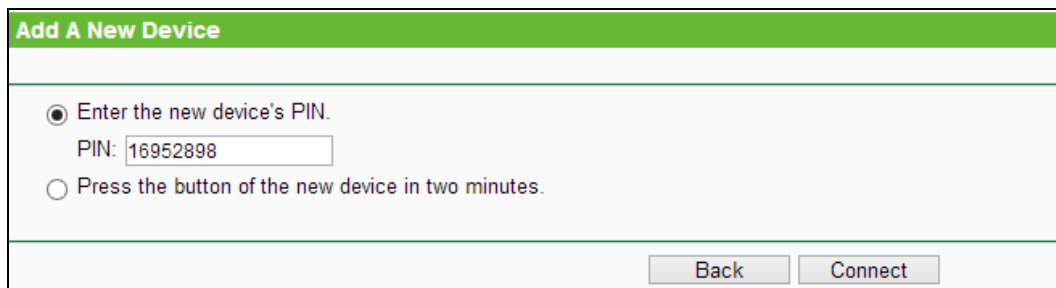 Add A New Device
Enter the new device's PIN.
PIN: 16952898
Press the button of the new device in two minutes.
Back Connect